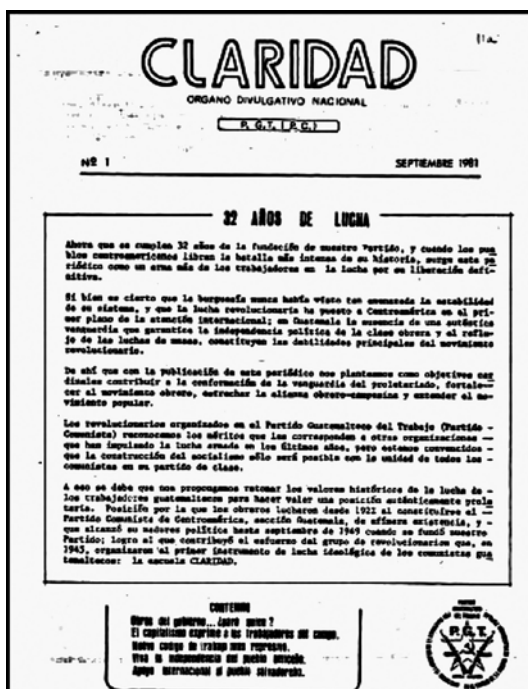 CLARIDAD
ORGANO DIVULGATIVO NACIONAL
P. G. T. (P.C.)
Nº 1 SEPTIEMBRE 1981
32 AÑOS DE LUCHA
Ahora que se cumplen 32 años de la fundación de nuestro Partido, y cuando los pue
blos centroamericanos libran la batalla más intensa de su historia, surge este pe
riódico como un arma más de los trabajadores en la lucha por su liberación defi-
nitiva.
Si bien es cierto que la burguesía nunca había visto tan amenazada la estabilidad
de su sistema, y que la lucha revolucionaria ha puesto a Centroamérica en el pri-
mer plano de la atención internacional; en Guatemala la ausencia de una auténtica
vanguardia que garantice la independencia política de la clase obrera y el reflu-
jo de las luchas de masas, constituyen las debilidades principales del movimiento
revolucionario.
De ahí que con la publicación de este periódico nos planteamos como objetivos car
dinales contribuir a la conformación de la vanguardia del proletariado, fortale-
cer al movimiento obrero, estrechar la alianza obrero-campesina y extender el mo-
vimiento popular.
Los revolucionarios organizados en el Partido Guatemalteco del Trabajo (Partido -
Comunista) reconocemos los méritos que les corresponden a otras organizaciones -
que han impulsado la lucha armada en los últimos años, pero estamos convencidos -
que la construcción del socialismo sólo será posible con la unidad de todos los -
comunistas en su partido de clase.
A eso se debe que nos propongamos retomar los valores históricos de la lucha de -
los trabajadores guatemaltecos para hacer valer una posición auténticamente prole
taria. Posición por la que los obreros lucharon desde 1922 al constituirse el -
Partido Comunista de Centroamérica, sección Guatemala, de efímera existencia, y -
que alcanzó su madurez política hasta septiembre de 1949 cuando se fundó nuestro
Partido; logro al que contribuyó el esfuerzo del grupo de revolucionarios que, en
1945, organizaron el primer instrumento de lucha ideológica de los comunistas gua
temaltecos: la escuela CLARIDAD.
CONTENIDO
Obras del gobierno... ¿para quien ?
El capitalismo exprime a los trabajadores del campo.
Nuevo codigo de trabajo mas represivo.
Viva la independencia del pueblo
Apoyo internacional al pueblo salvadoreño.
P.G.T.